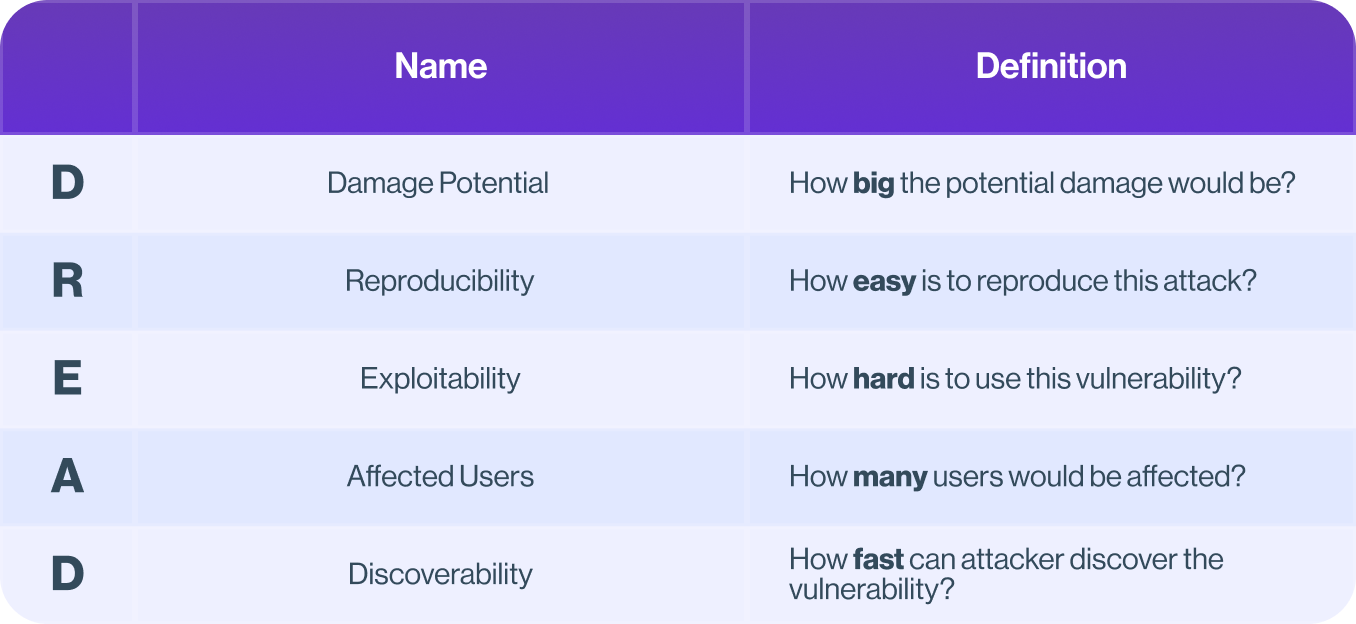 Name Definition
D Damage Potential How big the potential damage would be?
R Reproducibility How easy is to reproduce this attack?
E Exploitability How hard is to use this vulnerability?
A Affected Users How many users would be affected?
D Discoverability How fast can attacker discover the
vulnerability?